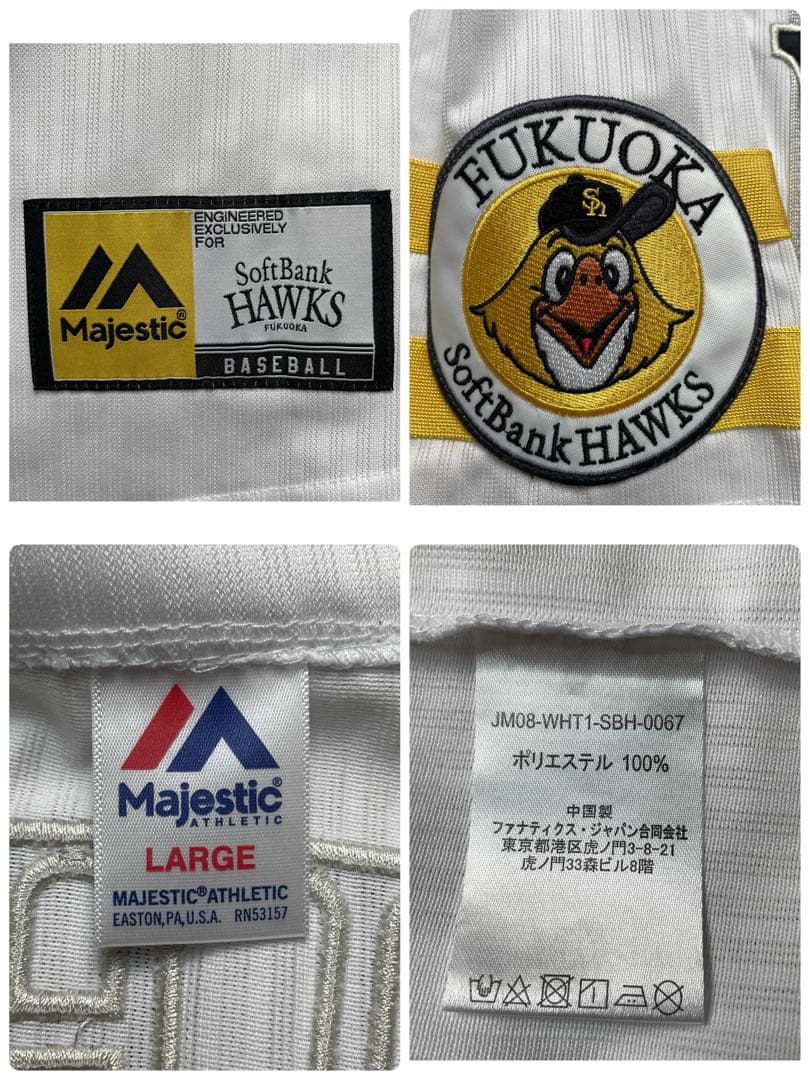 Majestic®
ENGINEERED
EXCLUSIVELY
FOR
SoftBank
HAWKS
FUKUOKA
BASEBALL
FUKUOKA
Sh
SoftBank HAWKS
Majestic®
ATHLETIC
LARGE
MAJESTIC®ATHLETIC
EASTON,PA,U.S.A. RN53157
JM08-WHT1-SBH-0067
ポリエステル 100%
中国製
ファナティクス・ジャパン合同会社
東京都港区虎ノ門3-8-21
虎ノ門33森ビル8階